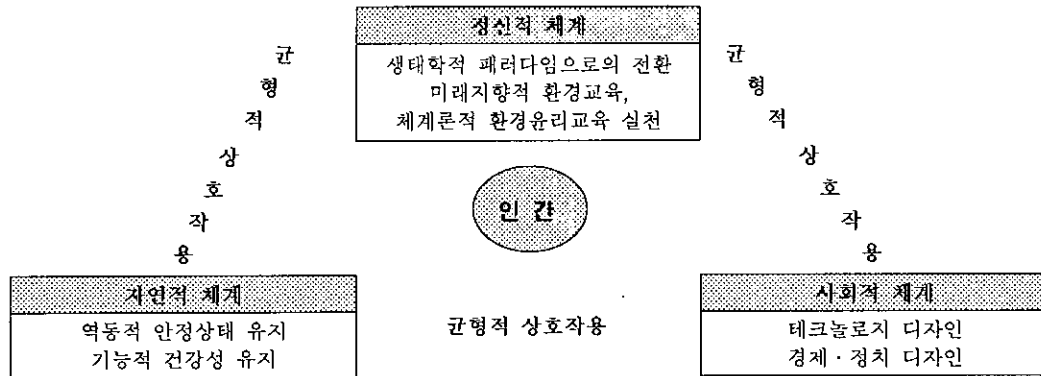 정신적 체계
생태학적 패러다임으로의 전환
미래지향적 환경교육,
체계론적 환경윤리교육 실천
균형적 상호작용
균형적 상호작용
인 간
자연적 체계
역동적 안정상태 유지
기능적 건강성 유지
균형적 상호작용
사회적 체계
테크놀로지 디자인
경제 · 정치 디자인